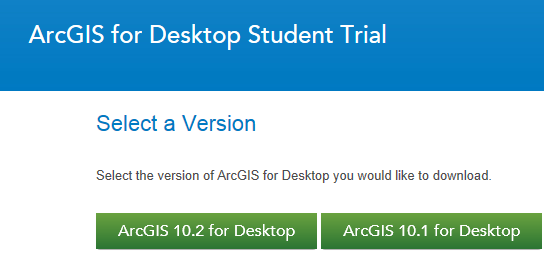 ArcGIS for Desktop Student Trial
Select a Version
Select the version of ArcGIS for Desktop you would like to download.
ArcGIS 10.2 for Desktop ArcGIS 10.1 for Desktop